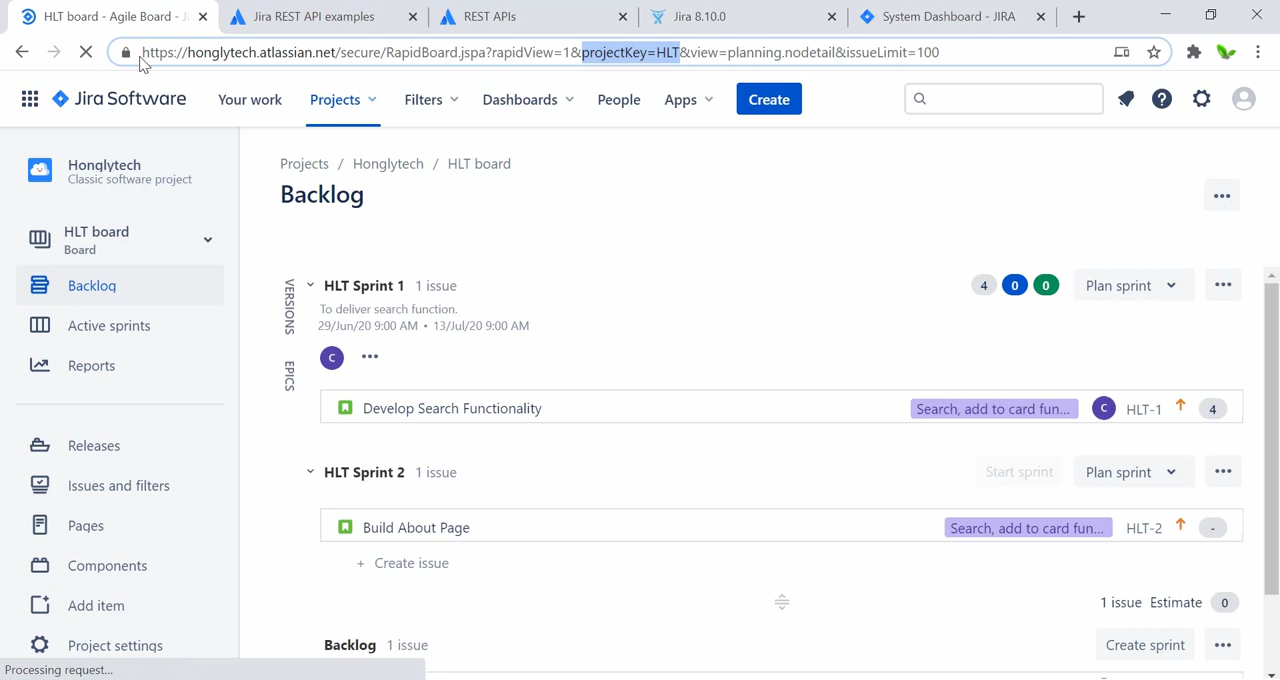 HLT board - Agile Board - Ji
Jira REST API examples
REST APIs
Jira 8.10.0
System Dashboard - JIRA
https://honglytech.atlassian.net/secure/RapidBoard.jspa?rapidView=1&projectKey=HLT&view=planning.nodetail&issueLimit=100
Jira Software
Your work
Projects
Filters
Dashboards
People
Apps
Create
Honglytech
Classic software project
HLT board
Board
Backlog
Active sprints
Reports
Releases
Issues and filters
Pages
Components
Add item
Project settings
Projects / Honglytech / HLT board
Backlog
VERSIONS
EPICS
HLT Sprint 1 1 issue
4 0 0
Plan sprint
To deliver search function.
29/Jun/20 9:00 AM • 13/Jul/20 9:00 AM
C
Develop Search Functionality
Search, add to card fun...
C
HLT-1
4
HLT Sprint 2 1 issue
Start sprint
Plan sprint
Build About Page
Search, add to card fun...
HLT-2
-
+ Create issue
1 issue Estimate 0
Backlog 1 issue
Create sprint
Processing request...